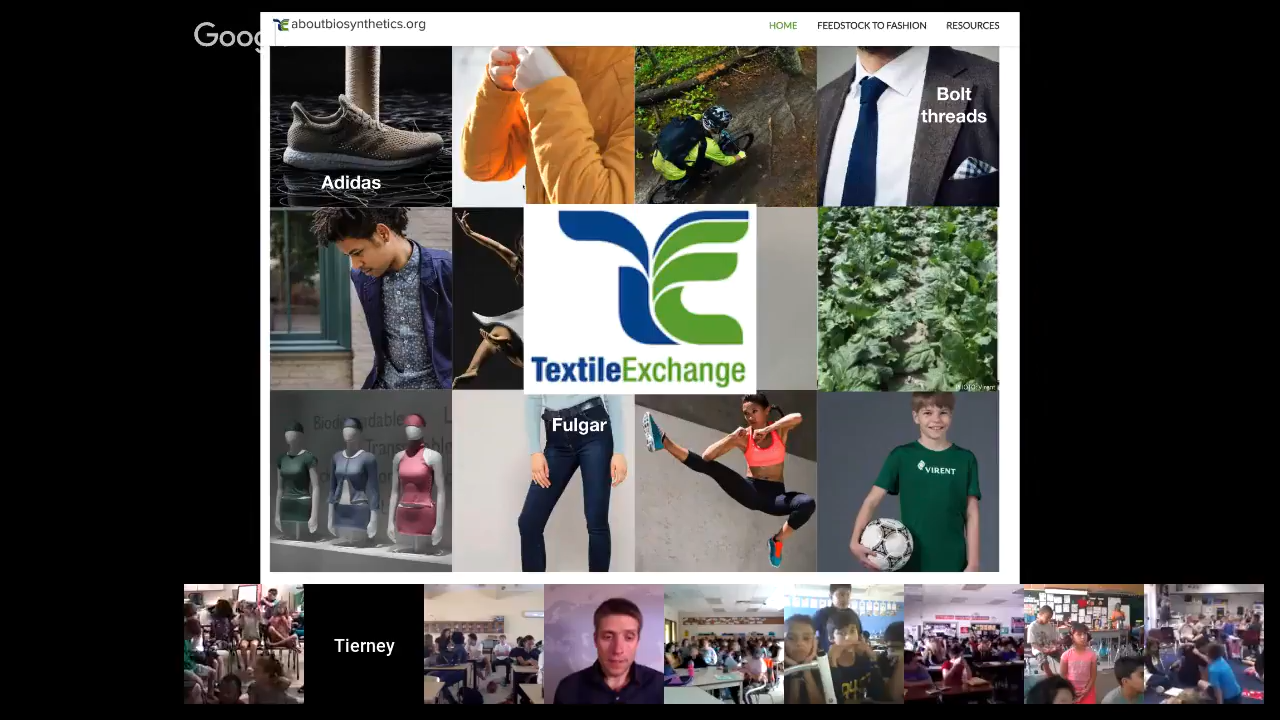 Goog
aboutbiosynthetics.org
HOME
FEEDSTOCK TO FASHION
RESOURCES
Adidas
Bolt
threads
TextileExchange
Fulgar
VIRENT
Tierney